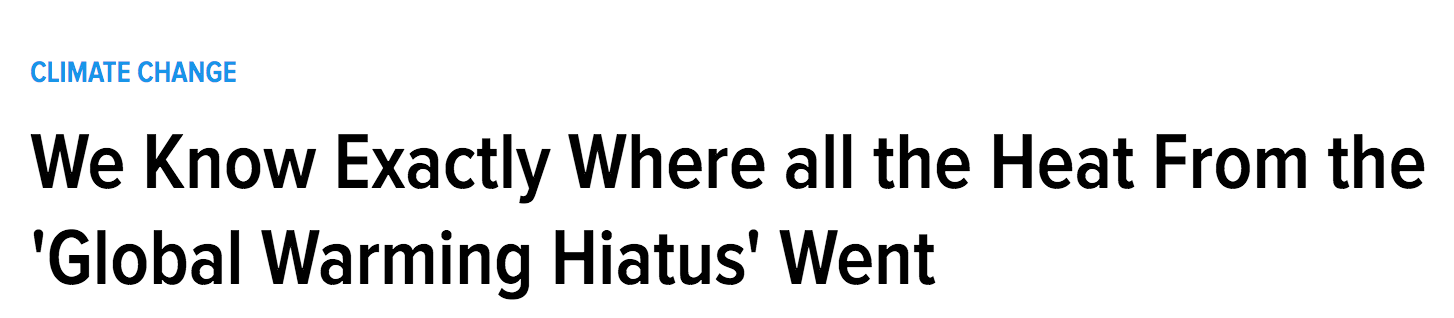 CLIMATE CHANGE
We Know Exactly Where all the Heat From the
'Global Warming Hiatus' Went